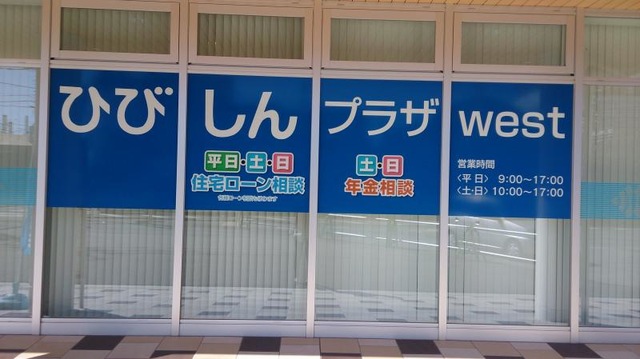 ひびしんプラザwest
平日・土・日
住宅ローン相談
土・日
年金相談
営業時間
〈平 日〉 9:00〜17:00
〈土・日〉 10:00〜17:00